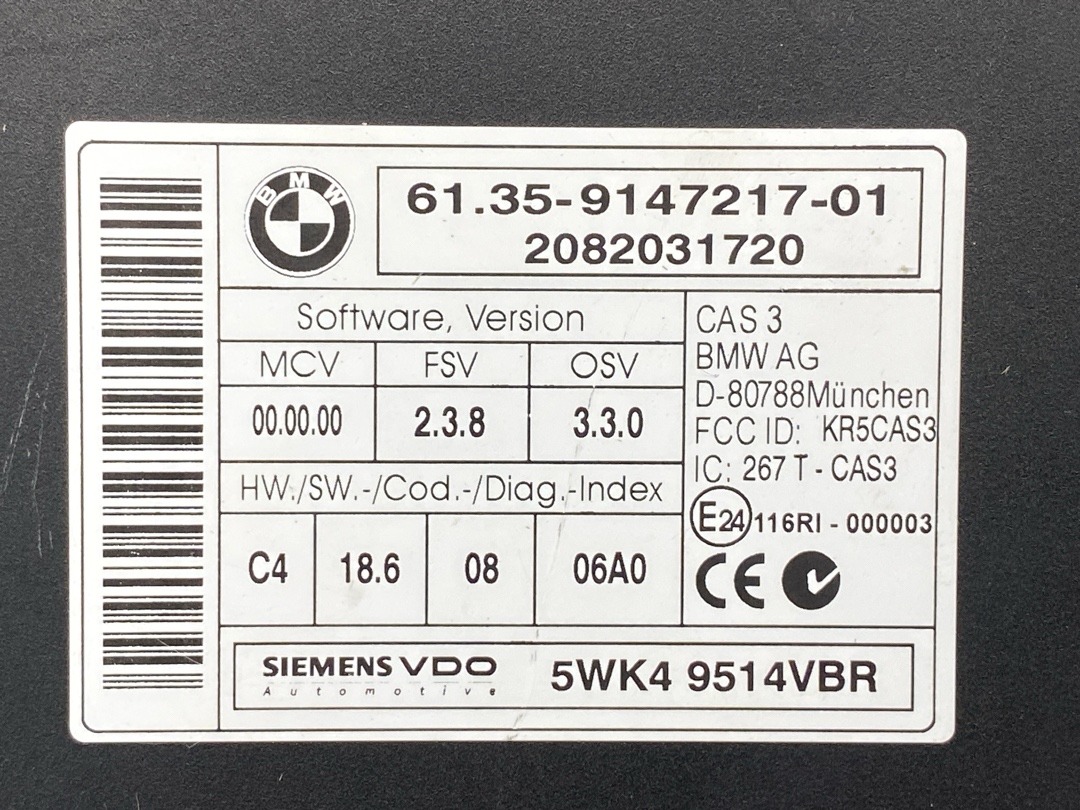 BMW
61.35-9147217-01
2082031720
Software, Version
MCV FSV OSV
00.00.00 2.3.8 3.3.0
HW./SW.-/Cod.-/Diag.-Index
C4 18.6 08 06A0
CAS 3
BMW AG
D-80788München
FCC ID: KR5CAS3
IC: 267 T - CAS3
E24 116RI - 000003
CE
SIEMENS VDO
Automotive
5WK4 9514VBR